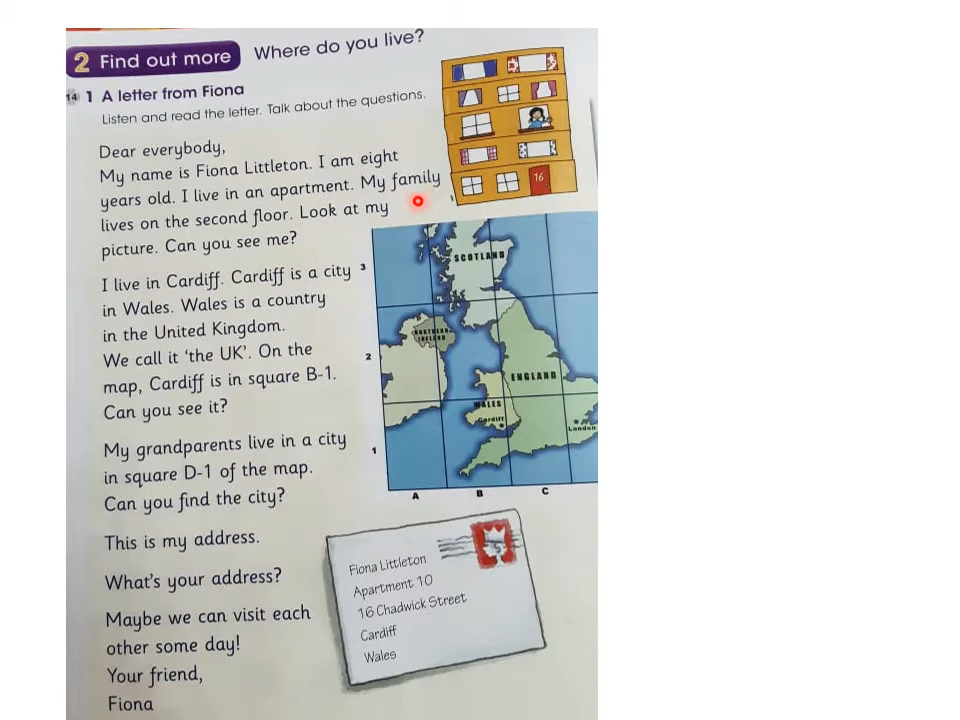 2 Find out more
Where do you live?
14
1 A letter from Fiona
Listen and read the letter. Talk about the questions.
Dear everybody,
My name is Fiona Littleton. I am eight
years old. I live in an apartment. My family
lives on the second floor. Look at my
picture. Can you see me?
I live in Cardiff. Cardiff is a city
in Wales. Wales is a country
in the United Kingdom.
We call it 'the UK'. On the
map, Cardiff is in square B-1.
Can you see it?
My grandparents live in a city
in square D-1 of the map.
Can you find the city?
This is my address.
What's your address?
Maybe we can visit each
other some day!
Your friend,
Fiona
16
3
2
1
SCOTLAND
NORTHERN
IRELAND
ENGLAND
WALES
Cardiff
London
A B C
Fiona Littleton
Apartment 10
16 Chadwick Street
Cardiff
Wales